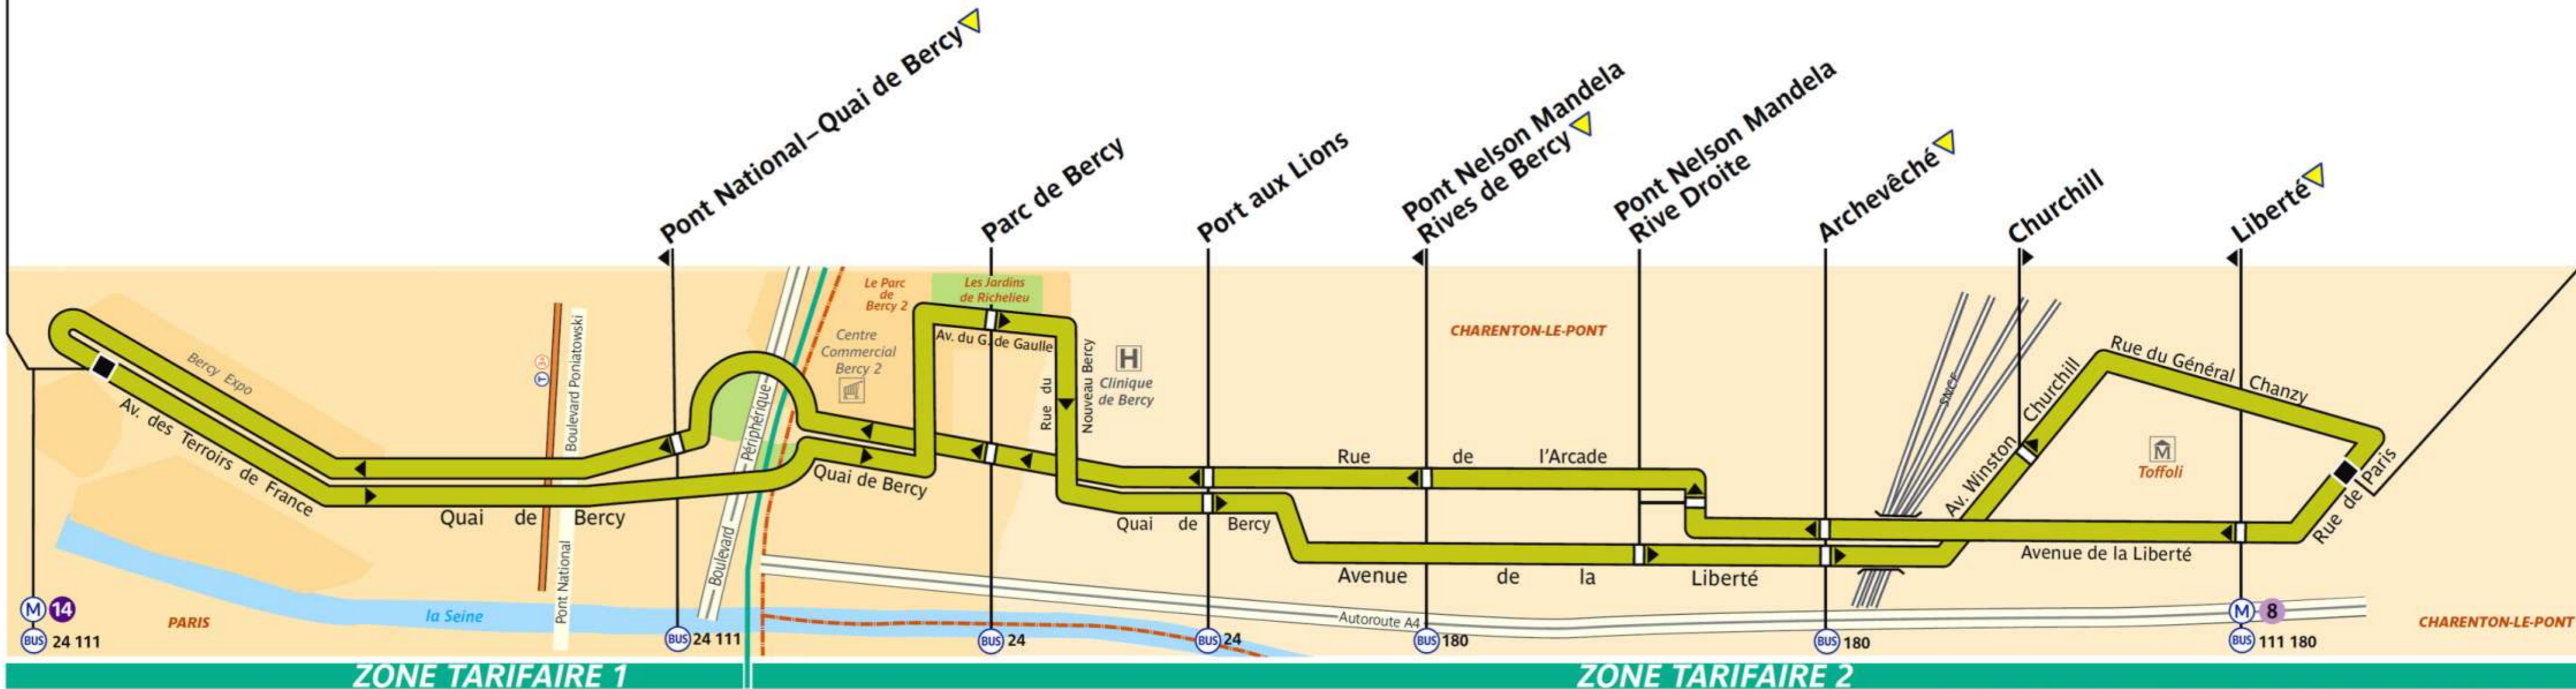 Pont National–Quai de Bercy
Parc de Bercy
Port aux Lions
Pont Nelson Mandela
Rives de Bercy
Pont Nelson Mandela
Rive Droite
Archevêché
Churchill
Liberté
Bercy Expo
Av. des Terroirs de France
Quai de Bercy
T 3a
Boulevard Poniatowski
Pont National
Boulevard Périphérique
Le Parc
de
Bercy 2
Centre
Commercial
Bercy 2
Les Jardins
de Richelieu
Av. du G. de Gaulle
Rue du
Nouveau Bercy
H
Clinique
de Bercy
Quai de Bercy
Quai de Bercy
CHARENTON-LE-PONT
Rue de l'Arcade
Avenue de la Liberté
SNCF
Av. Winston Churchill
Rue du Général Chanzy
M
Toffoli
Rue de Paris
Avenue de la Liberté
Autoroute A4
PARIS
la Seine
CHARENTON-LE-PONT
M 14
BUS 24 111
BUS 24 111
BUS 24
BUS 24
BUS 180
BUS 180
M 8
BUS 111 180
ZONE TARIFAIRE 1
ZONE TARIFAIRE 2